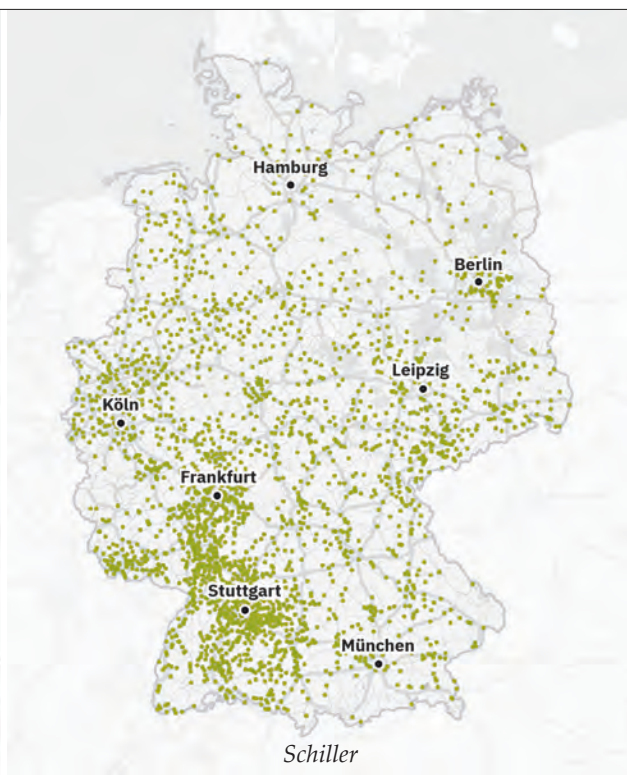 Hamburg
Berlin
Leipzig
Köln
Frankfurt
Stuttgart
München
Schiller